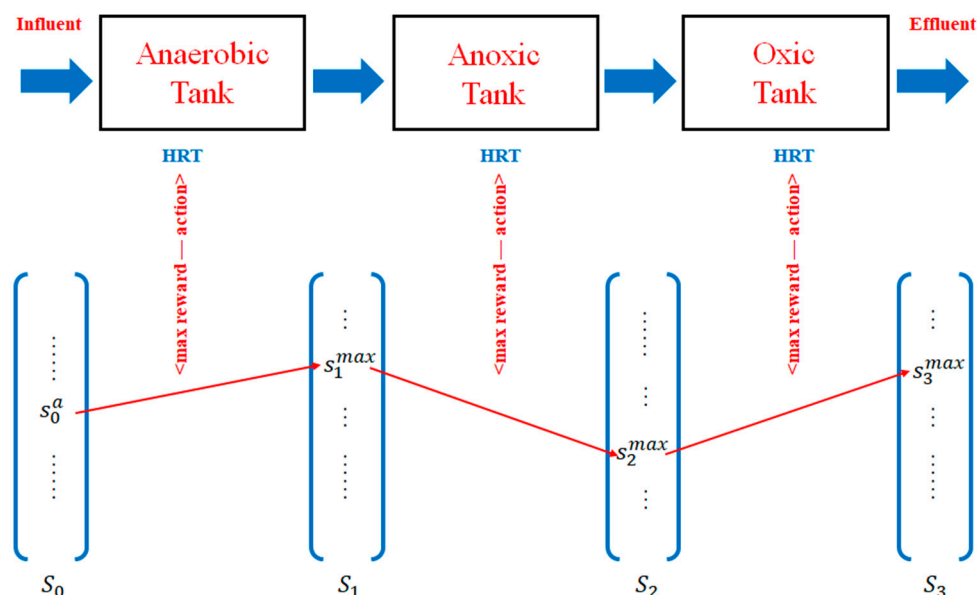 Influent
Anaerobic
Tank
Anoxic
Tank
Oxic
Tank
Effluent
HRT
HRT
HRT
<max reward — action>
<max reward — action>
<max reward — action>
⋮
⋮
⋮
⋮
$s_0^a$
$s_1^{max}$
$s_2^{max}$
$s_3^{max}$
$S_0$
$S_1$
$S_2$
$S_3$